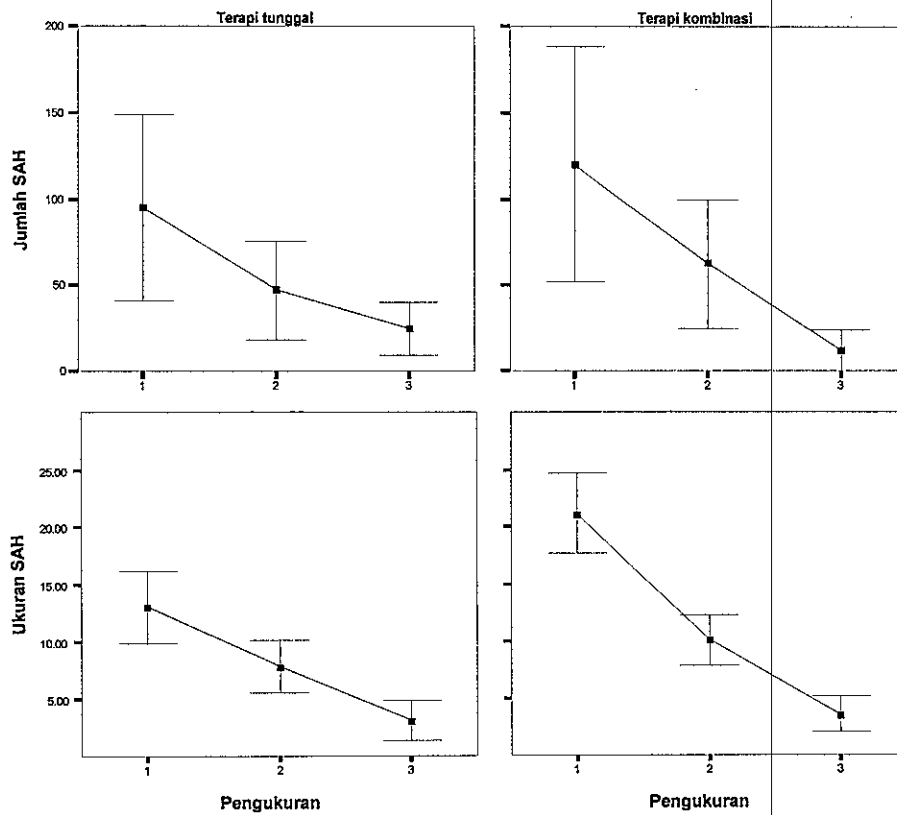 Terapi tunggal
Terapi kombinasi
200
150
100
50
0
Jumlah SAH
1 2 3
1 2 3
25.00
20.00
15.00
10.00
5.00
Ukuran SAH
1 2 3
1 2 3
Pengukuran
Pengukuran